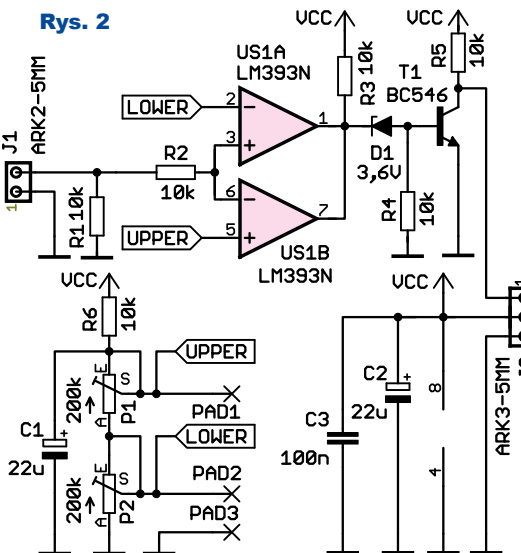 Rys. 2
VCC
VCC
US1A
LM393N
R3 10k
R5 10k
T1
BC546
J1
ARK2-5MM
LOWER
2
3
1
R2
10k
D1
3,6V
1
R1 10k
6
5
7
UPPER
R4 10k
US1B
LM393N
VCC
VCC
R6 10k
1
UPPER
E
S
200k
P1
A
PAD1
C2
22u
+
8
ARK3-5MM
C1
22u
+
LOWER
C3
100n
4
E
S
200k
P2
A
PAD2
PAD3